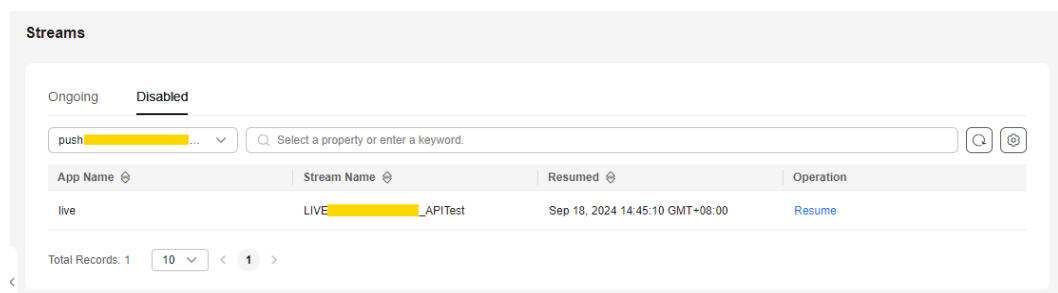 Streams
Ongoing Disabled
push ... Select a property or enter a keyword.
App Name Stream Name Resumed Operation
live LIVE _APITest Sep 18, 2024 14:45:10 GMT+08:00 Resume
Total Records: 1 10 < 1 >